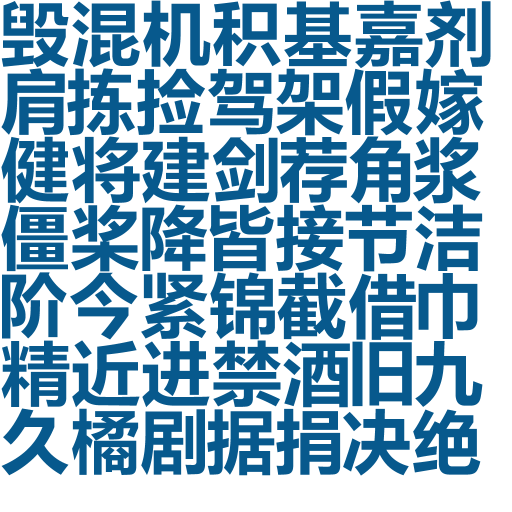 毁混机积基嘉剂
肩拣捡驾架假嫁
健将建剑荐角浆
僵桨降皆接节洁
阶今紧锦截借巾
精近进禁酒旧九
久橘剧据捐决绝